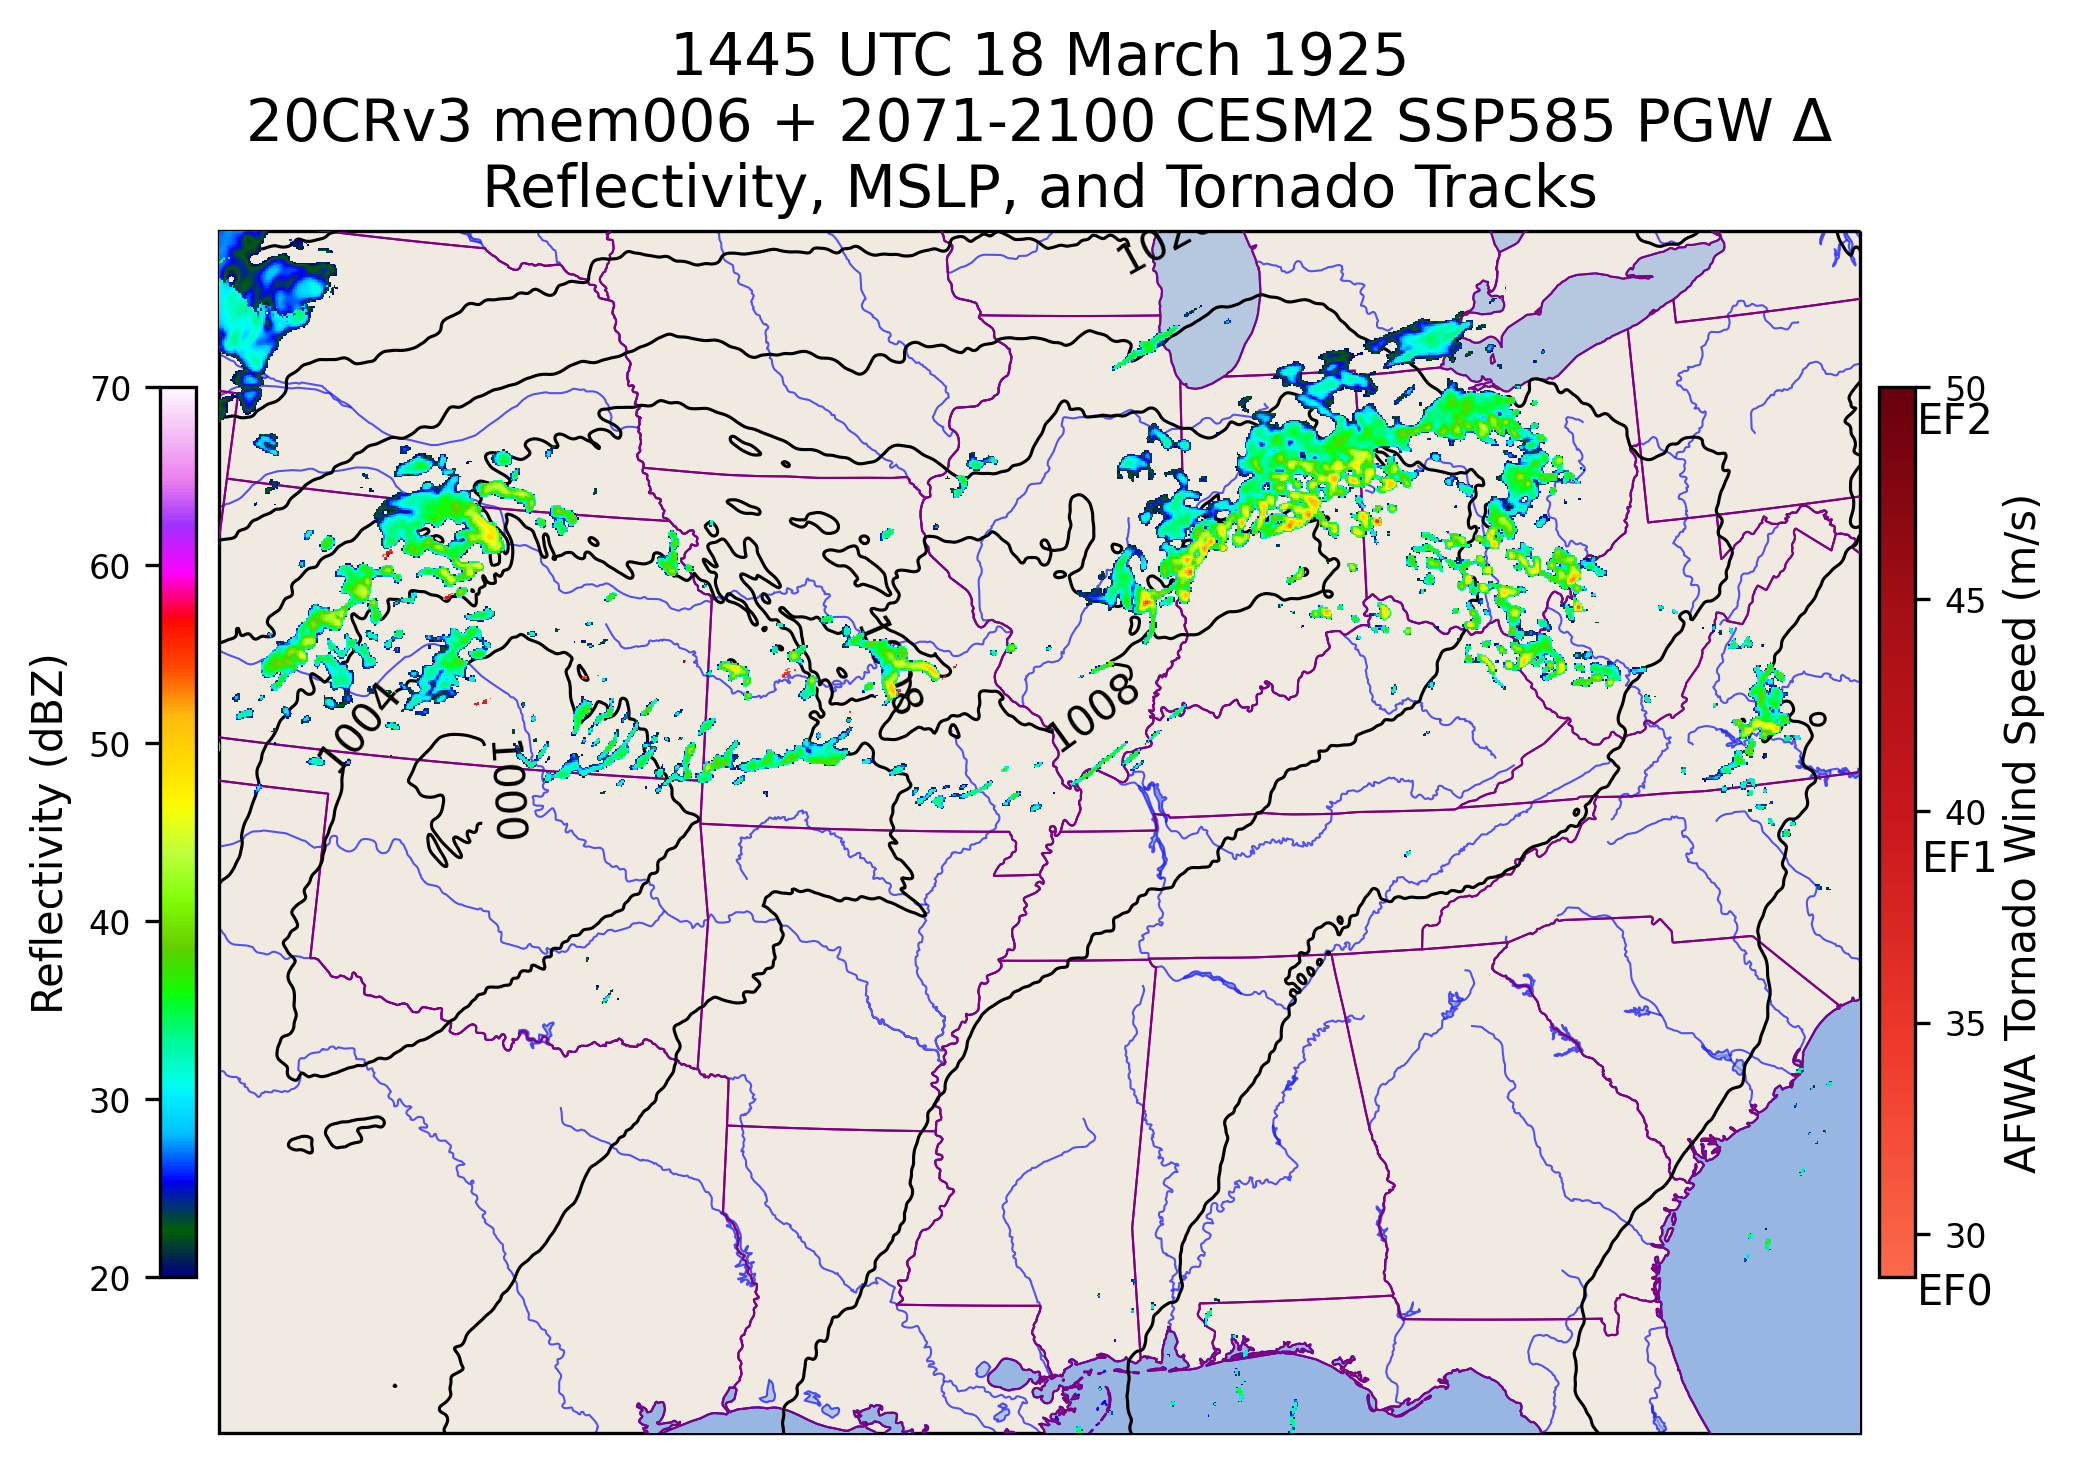 1445 UTC 18 March 1925
20CRv3 mem006 + 2071-2100 CESM2 SSP585 PGW Δ
Reflectivity, MSLP, and Tornado Tracks
70
60
50
40
30
20
Reflectivity (dBZ)
1004
1000
1008
50
EF2
45
40
EF1
35
30
EF0
AFWA Tornado Wind Speed (m/s)